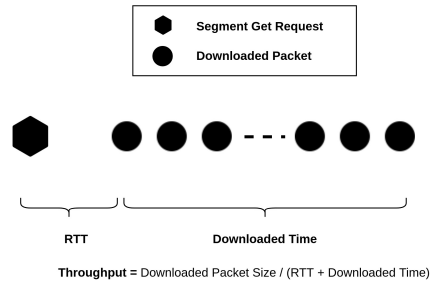 Segment Get Request
Downloaded Packet
RTT
Downloaded Time
Throughput = Downloaded Packet Size / (RTT + Downloaded Time)